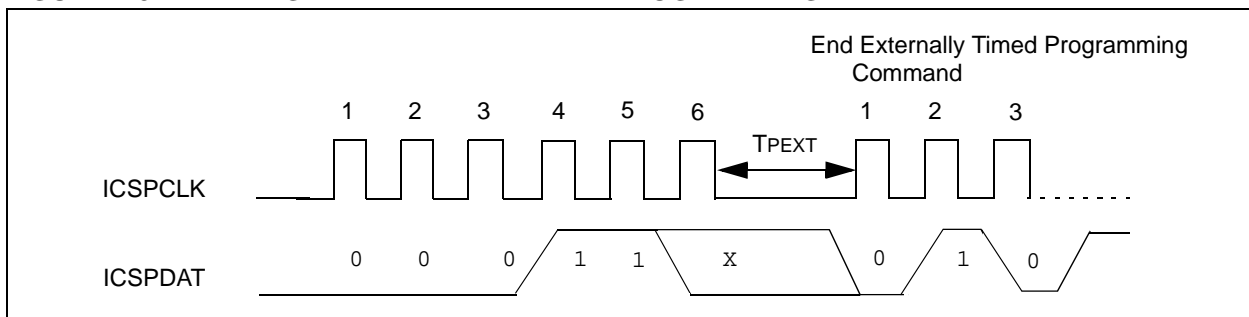 End Externally Timed Programming
Command
1 2 3 4 5 6 1 2 3
TPEXT
ICSPCLK
ICSPDAT
0 0 0 1 1 X 0 1 0